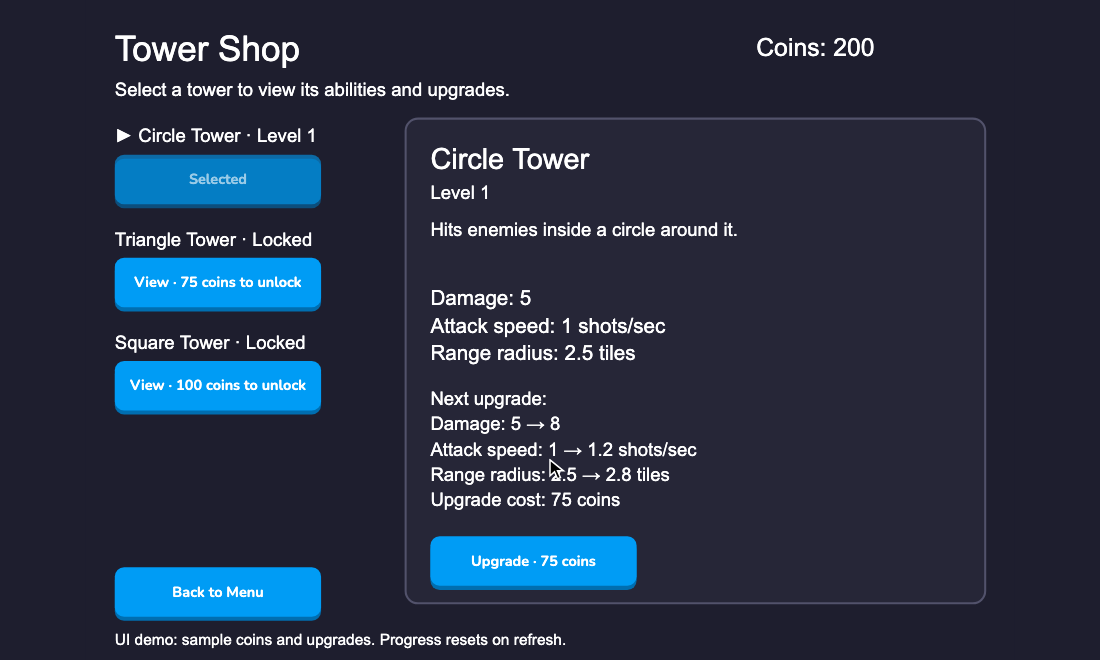 Tower Shop
Coins: 200
Select a tower to view its abilities and upgrades.
▶ Circle Tower · Level 1
Selected
Triangle Tower · Locked
View · 75 coins to unlock
Square Tower · Locked
View · 100 coins to unlock
Back to Menu
Circle Tower
Level 1
Hits enemies inside a circle around it.
Damage: 5
Attack speed: 1 shots/sec
Range radius: 2.5 tiles
Next upgrade:
Damage: 5 → 8
Attack speed: 1 → 1.2 shots/sec
Range radius: 2.5 → 2.8 tiles
Upgrade cost: 75 coins
Upgrade · 75 coins
UI demo: sample coins and upgrades. Progress resets on refresh.